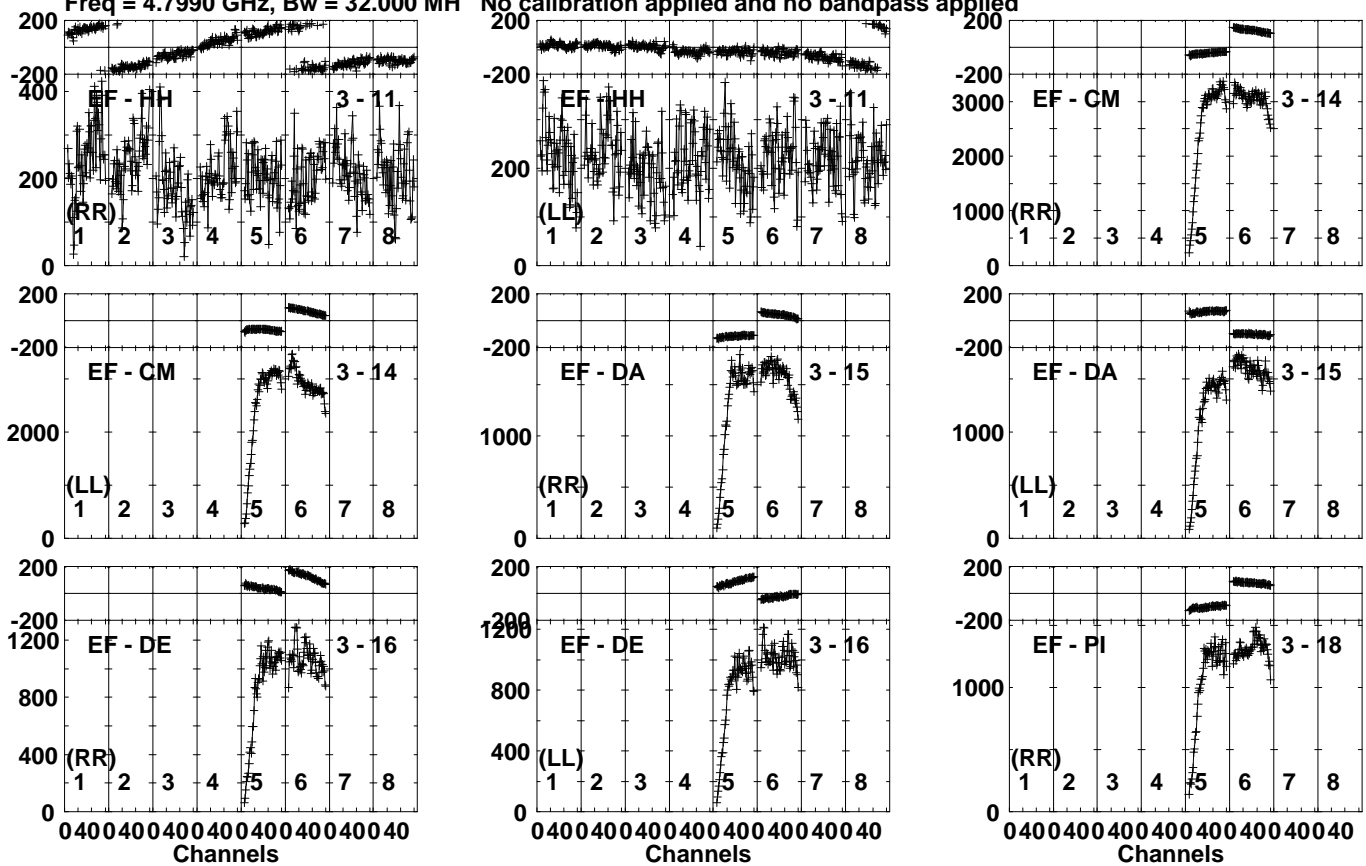 Freq = 4.7990 GHz, Bw = 32.000 MH No calibration applied and no bandpass applied
200
-200
400
200
0
EF - HH 3 - 11
(RR)
1 2 3 4 5 6 7 8
200
-200
200
0
EF - HH 3 - 11
(LL)
1 2 3 4 5 6 7 8
200
-200
3000
2000
1000
0
EF - CM 3 - 14
(RR)
1 2 3 4 5 6 7 8
200
-200
2000
0
EF - CM 3 - 14
(LL)
1 2 3 4 5 6 7 8
200
-200
1000
0
EF - DA 3 - 15
(RR)
1 2 3 4 5 6 7 8
200
-200
1000
0
EF - DA 3 - 15
(LL)
1 2 3 4 5 6 7 8
200
-200
1200
800
400
0
EF - DE 3 - 16
(RR)
1 2 3 4 5 6 7 8
0 40 0 40 0 40 0 40 0 40 0 40 0 40 0 40
Channels
200
-200
1200
800
400
0
EF - DE 3 - 16
(LL)
1 2 3 4 5 6 7 8
0 40 0 40 0 40 0 40 0 40 0 40 0 40 0 40
Channels
200
-200
1000
0
EF - PI 3 - 18
(RR)
1 2 3 4 5 6 7 8
0 40 0 40 0 40 0 40 0 40 0 40 0 40 0 40
Channels